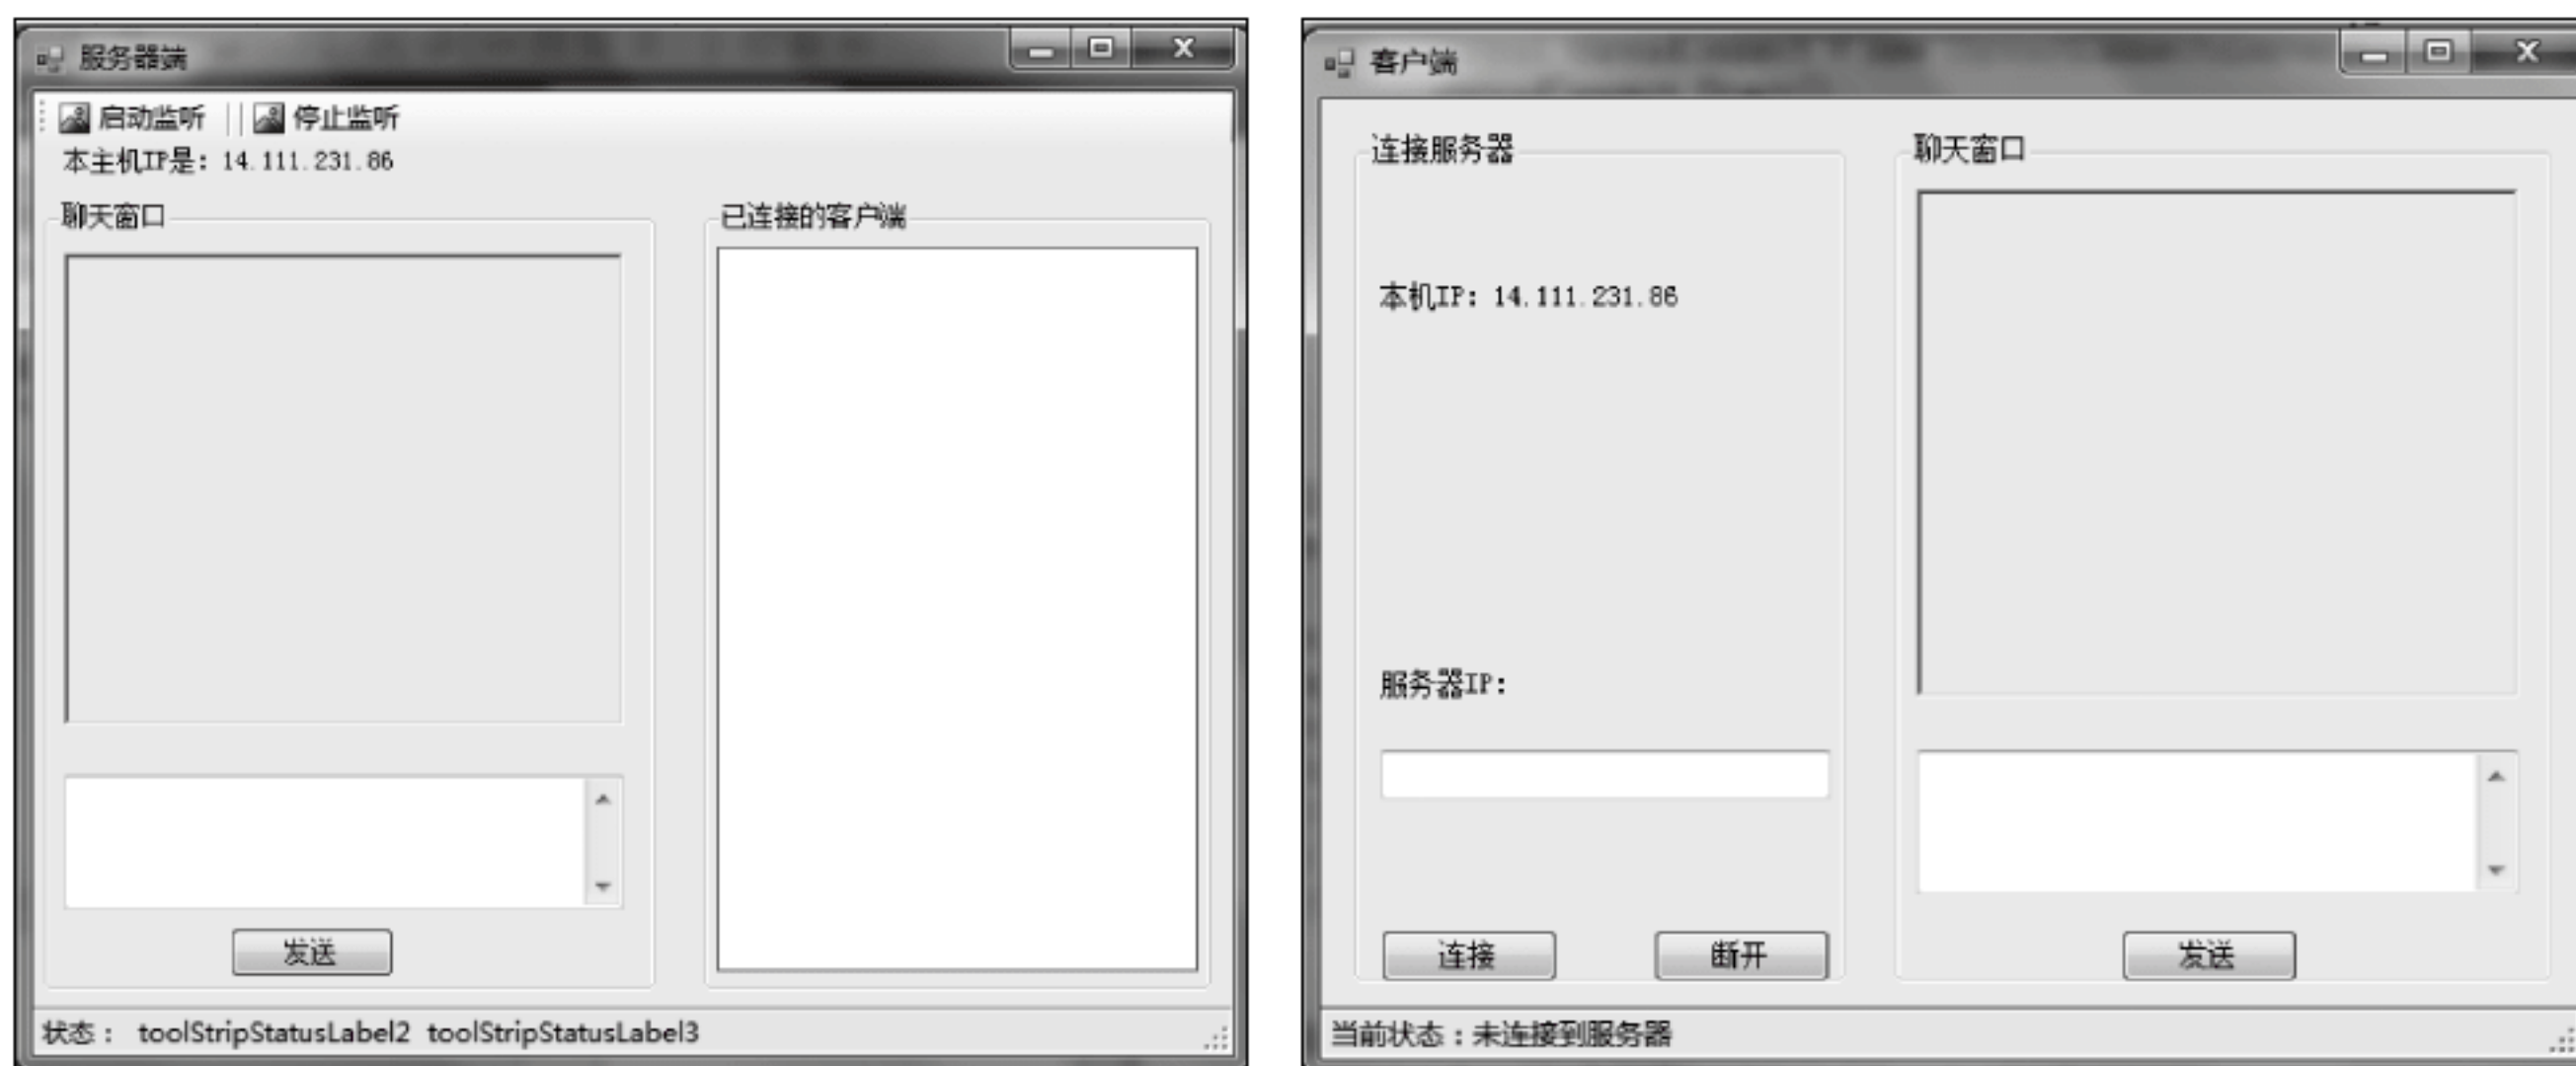 服务器端
启动监听 停止监听
本主机IP是：14.111.231.86
聊天窗口
已连接的客户端
发送
状态： toolStripStatusLabel2 toolStripStatusLabel3
客户端
连接服务器
聊天窗口
本机IP：14.111.231.86
服务器IP：
连接
断开
发送
当前状态：未连接到服务器